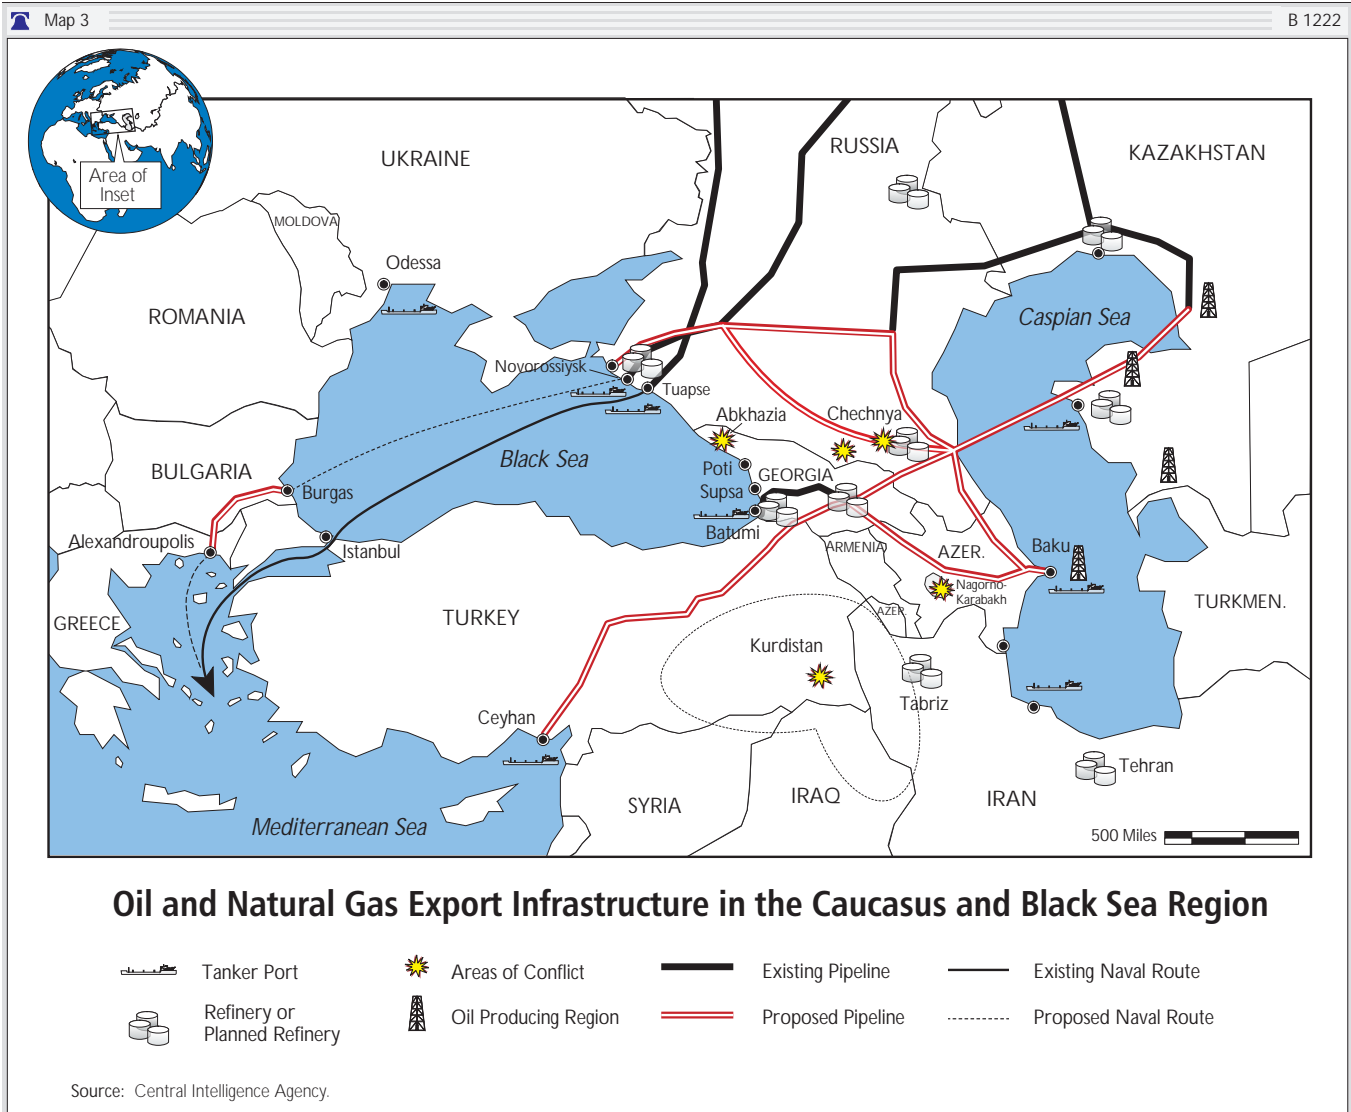 Map 3
B 1222
Area of
Inset
UKRAINE
RUSSIA
KAZAKHSTAN
MOLDOVA
Odessa
ROMANIA
Caspian Sea
Novorossiysk
Tuapse
Abkhazia
Chechnya
Black Sea
BULGARIA
Poti
GEORGIA
Supsa
Burgas
Batumi
Alexandroupolis
Istanbul
ARMENIA
AZER.
Baku
Nagorno-
Karabakh
TURKMEN.
AZER.
GREECE
TURKEY
Kurdistan
Tabriz
Ceyhan
Tehran
SYRIA
IRAQ
IRAN
Mediterranean Sea
500 Miles
Oil and Natural Gas Export Infrastructure in the Caucasus and Black Sea Region
Tanker Port
Areas of Conflict
Existing Pipeline
Existing Naval Route
Refinery or
Planned Refinery
Oil Producing Region
Proposed Pipeline
Proposed Naval Route
Source: Central Intelligence Agency.